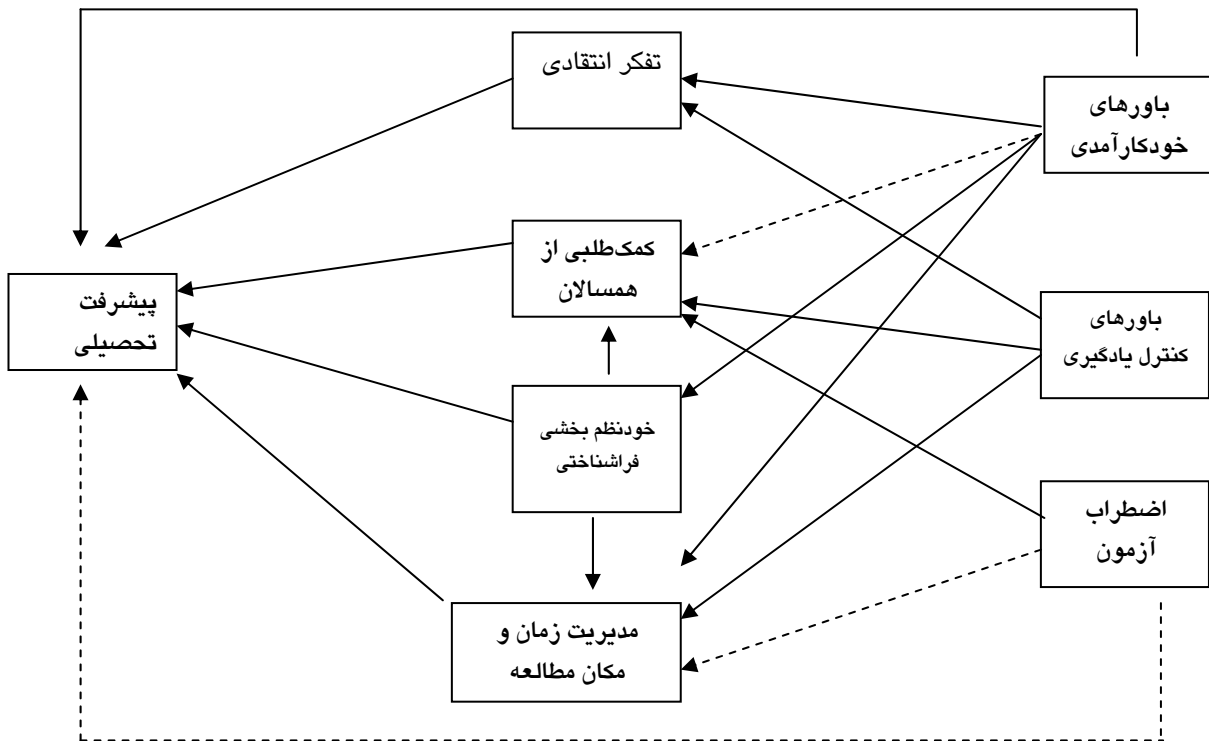 تفکر انتقادی
باورهای
خودکارآمدی
کمک‌طلبی از
همسالان
پیشرفت
تحصیلی
باورهای
کنترل یادگیری
خودنظم بخشی
فراشناختی
اضطراب
آزمون
مدیریت زمان و
مکان مطالعه